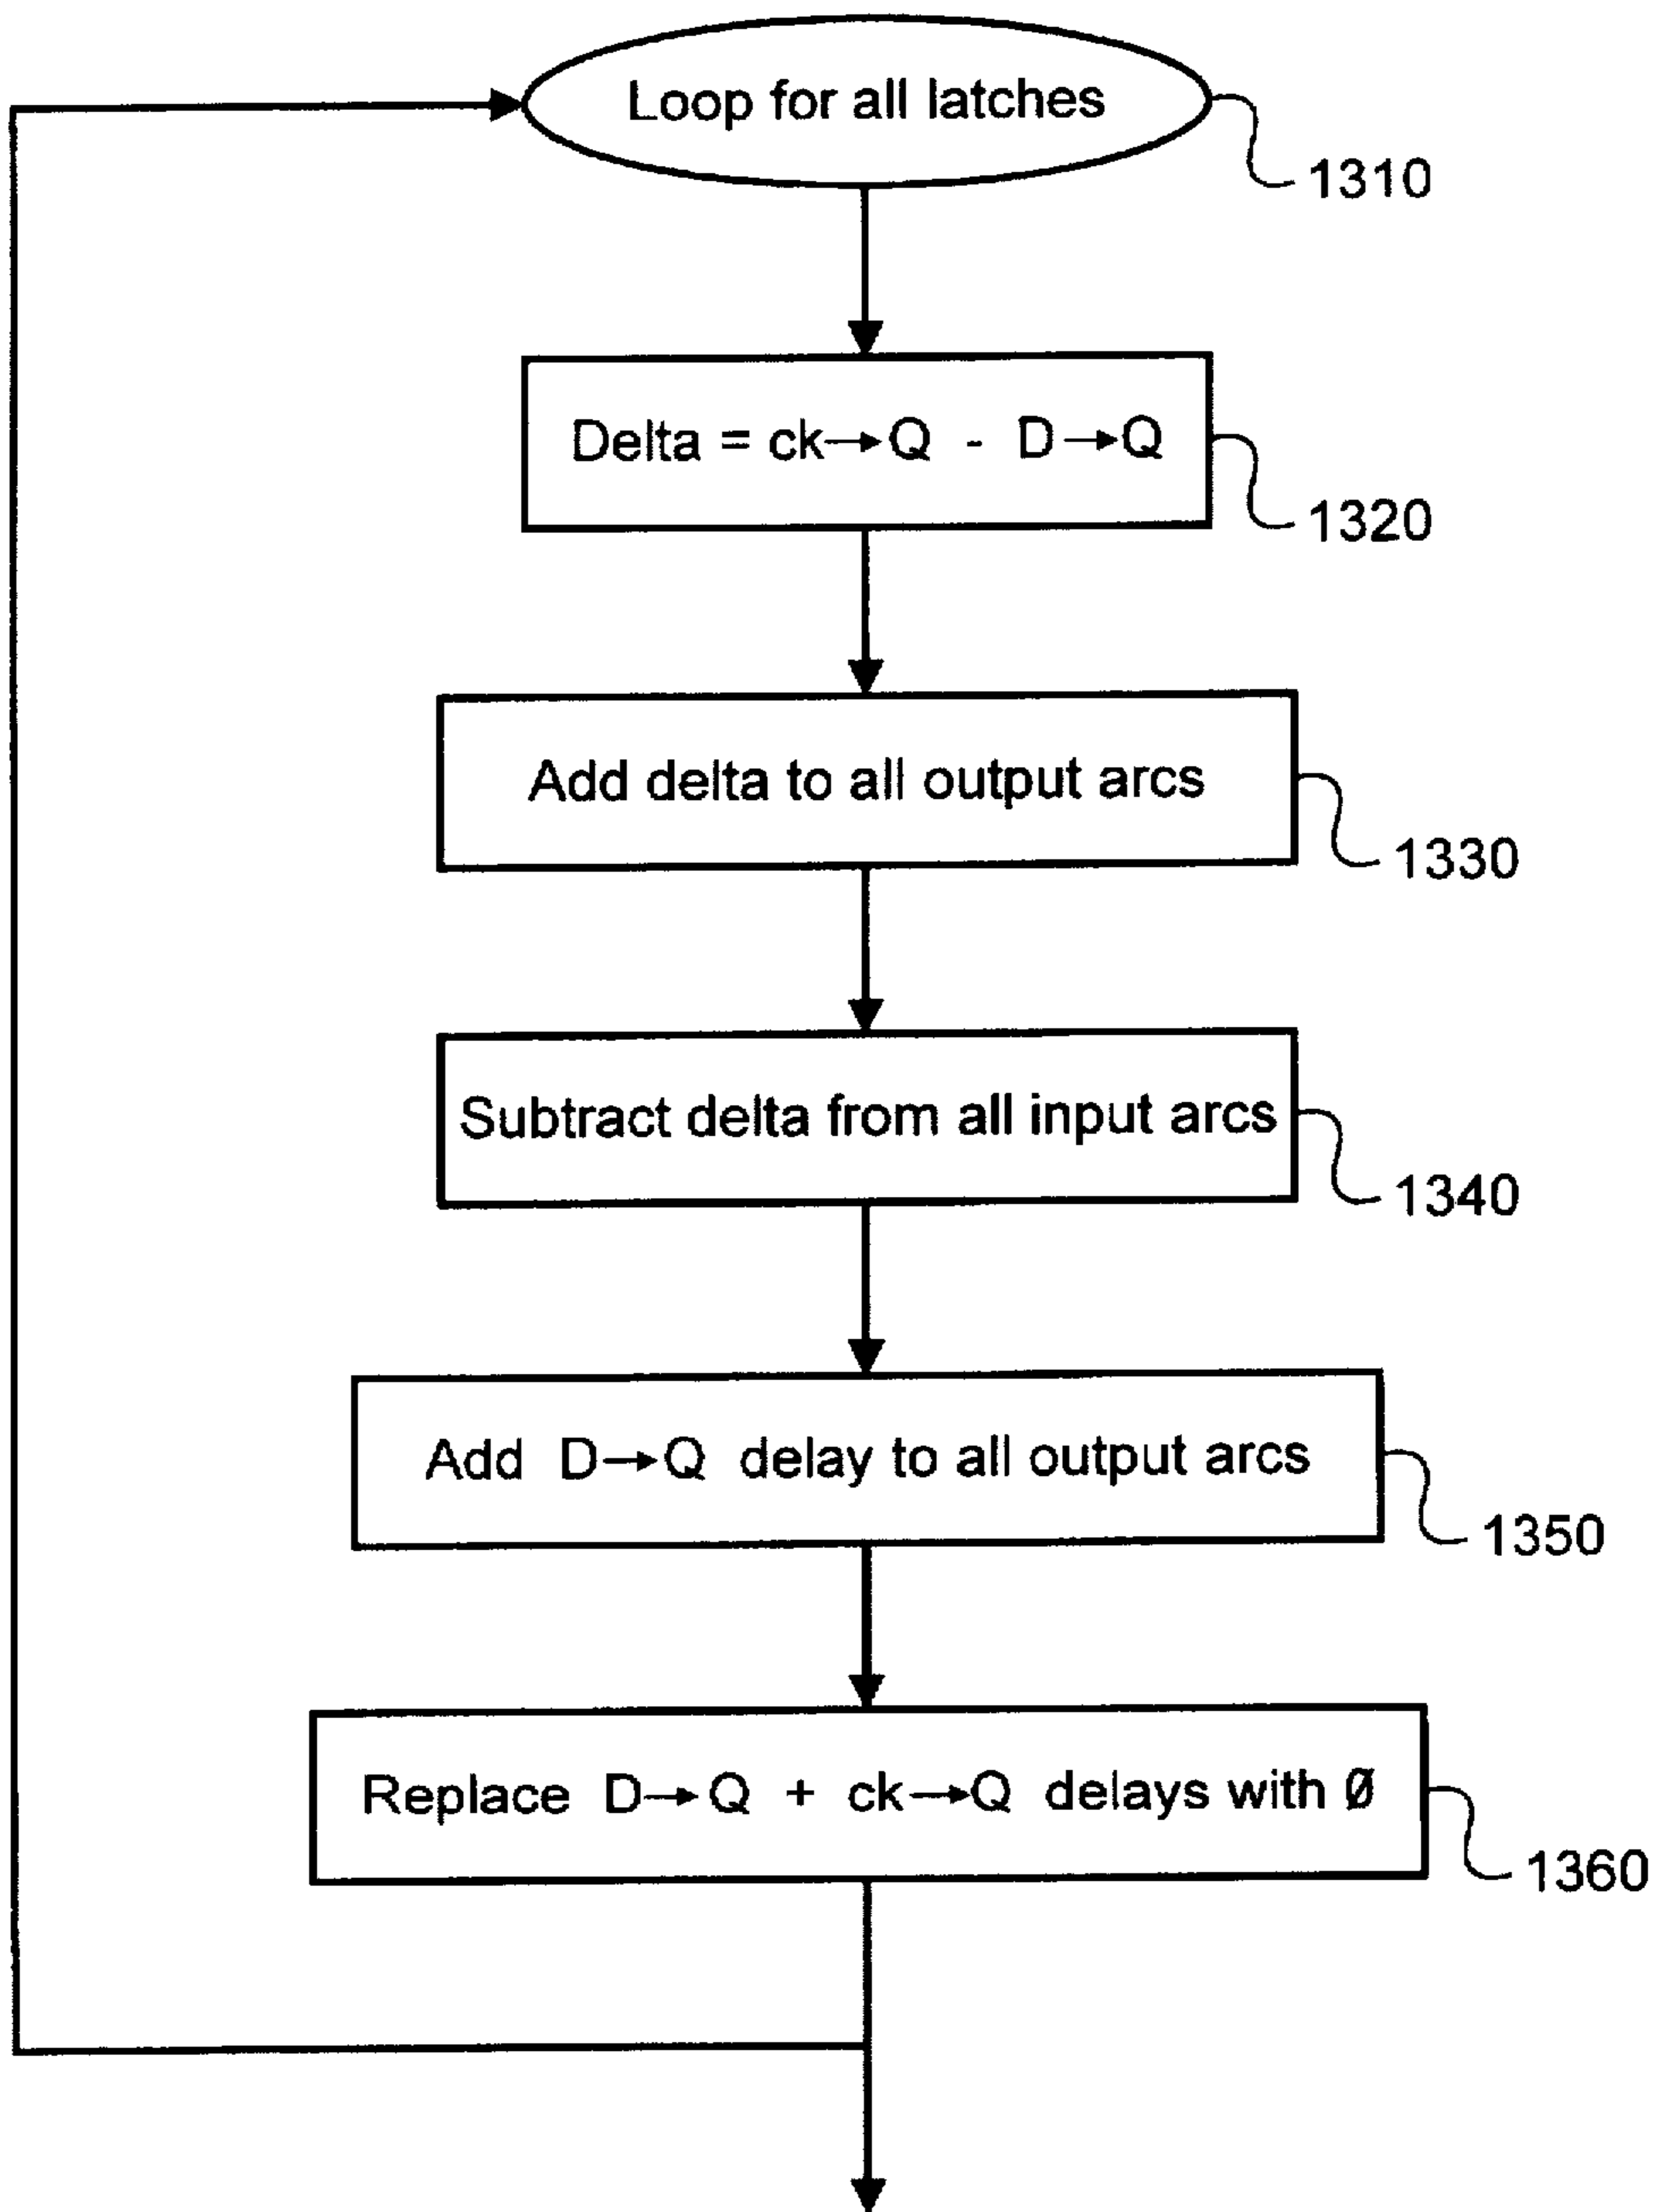 Loop for all latches
1310
Delta = ck→Q - D→Q
1320
Add delta to all output arcs
1330
Subtract delta from all input arcs
1340
Add D→Q delay to all output arcs
1350
Replace D→Q + ck→Q delays with Ø
1360